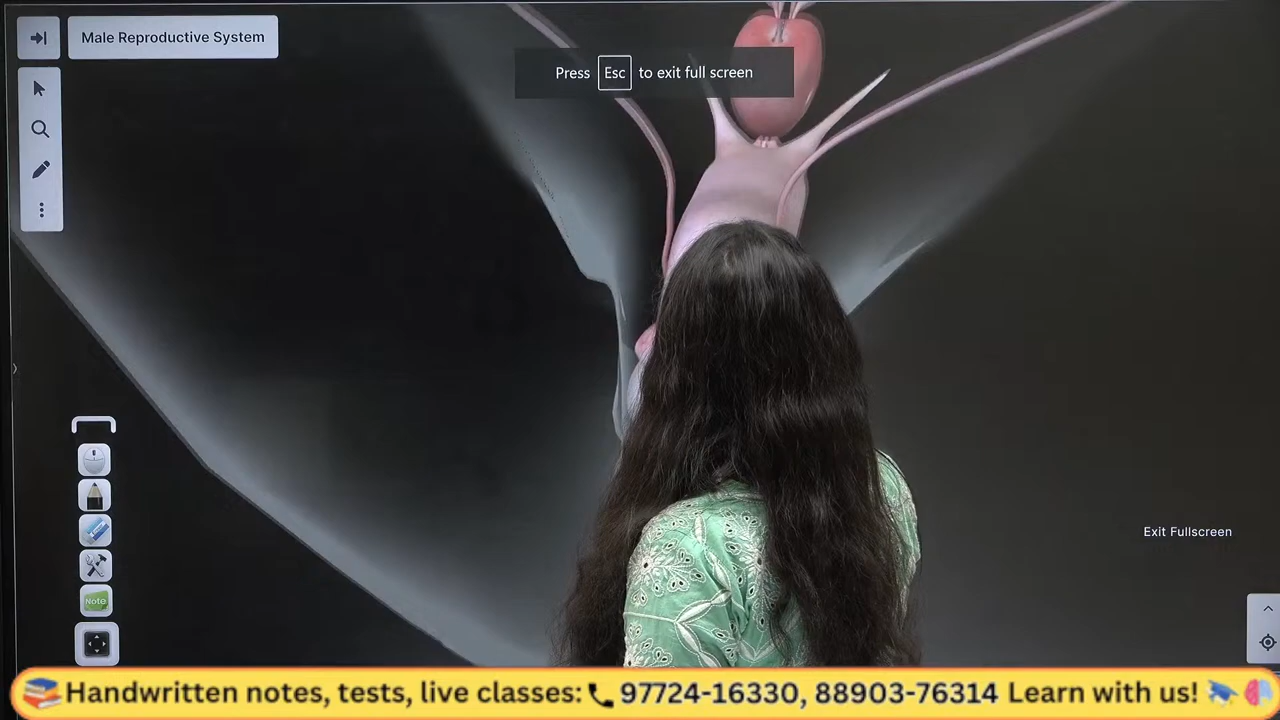 Male Reproductive System
Press Esc to exit full screen
NOTE
Exit Fullscreen
Handwritten notes, tests, live classes: 97724-16330, 88903-76314 Learn with us!